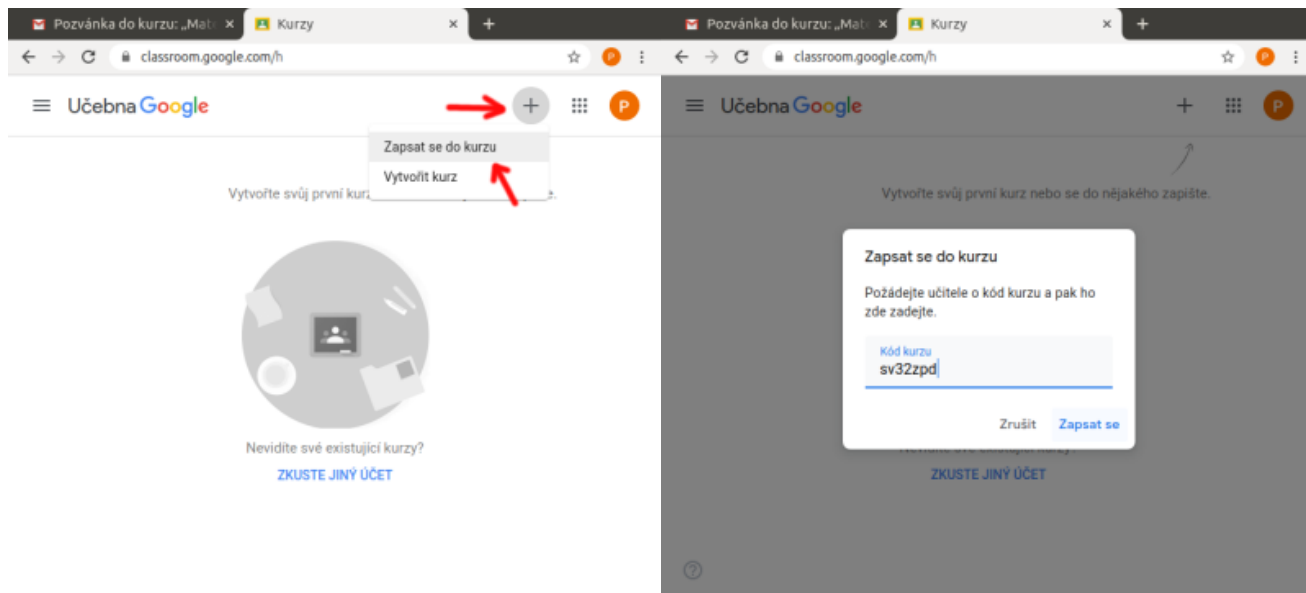 Pozvánka do kurzu: „Mat
Kurzy
classroom.google.com/h
P
Učebna Google
P
Zapsat se do kurzu
Vytvořit kurz
Vytvořte svůj první kurz
Nevidíte své existující kurzy?
ZKUSTE JINÝ ÚČET
Pozvánka do kurzu: „Mat
Kurzy
classroom.google.com/h
P
Učebna Google
P
Vytvořte svůj první kurz nebo se do nějakého zapište.
Zapsat se do kurzu
Požádejte učitele o kód kurzu a pak ho
zde zadejte.
Kód kurzu
sv32zpd
Zrušit Zapsat se
ZKUSTE JINÝ ÚČET